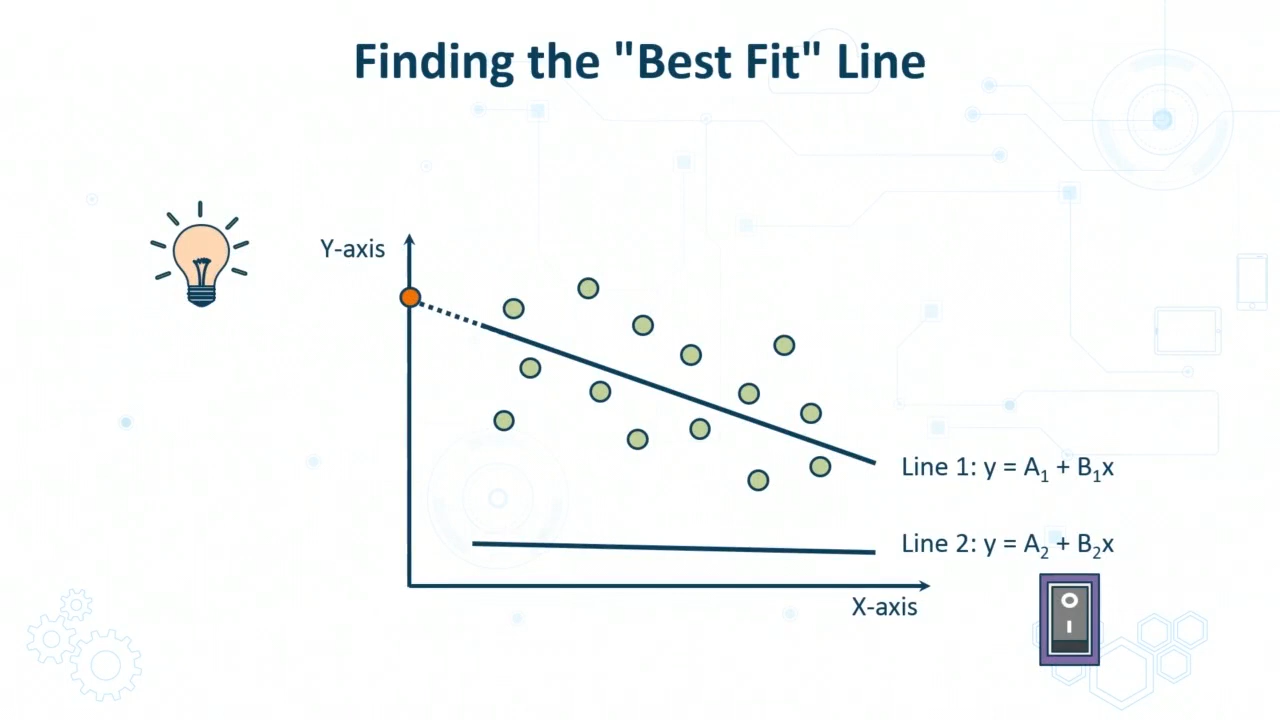 Finding the "Best Fit" Line
Y-axis
Line 1: y = A₁ + B₁x
Line 2: y = A₂ + B₂x
X-axis